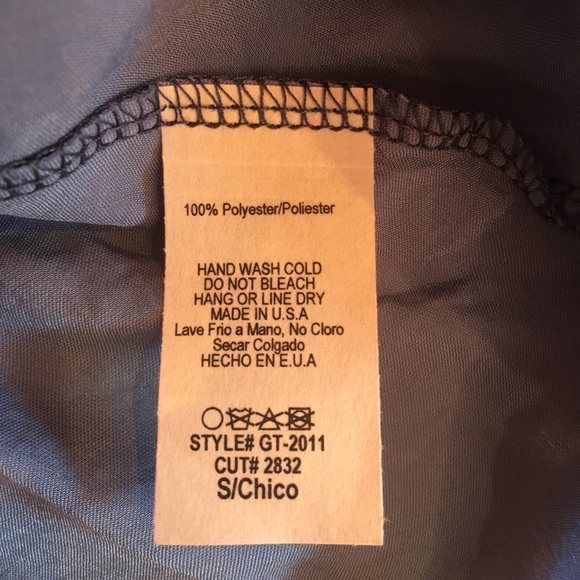 100% Polyester/Poliester
HAND WASH COLD
DO NOT BLEACH
HANG OR LINE DRY
MADE IN U.S.A
Lave Frio a Mano, No Cloro
Secar Colgado
HECHO EN E.U.A
STYLE# GT-2011
CUT# 2832
S/Chico